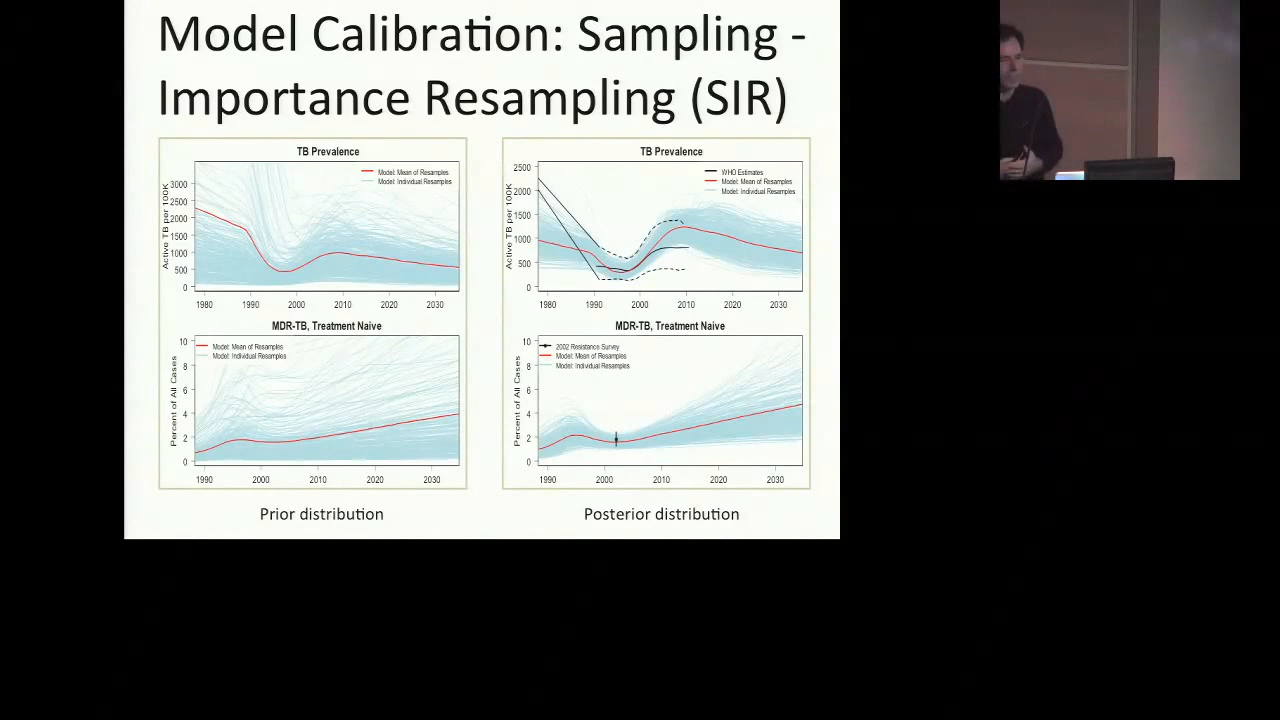 Model Calibration: Sampling -
Importance Resampling (SIR)
TB Prevalence
Model: Mean of Resamples
Model: Individual Resamples
Active TB per 100K
3000
2500
2000
1500
1000
500
0
1980 1990 2000 2010 2020 2030
MDR-TB, Treatment Naive
Model: Mean of Resamples
Model: Individual Resamples
Percent of All Cases
10
8
6
4
2
0
1990 2000 2010 2020 2030
Prior distribution
TB Prevalence
WHO Estimates
Model: Mean of Resamples
Model: Individual Resamples
Active TB per 100K
2500
2000
1500
1000
500
0
1980 1990 2000 2010 2020 2030
MDR-TB, Treatment Naive
2002 Resistance Survey
Model: Mean of Resamples
Model: Individual Resamples
Percent of All Cases
10
8
6
4
2
0
1990 2000 2010 2020 2030
Posterior distribution